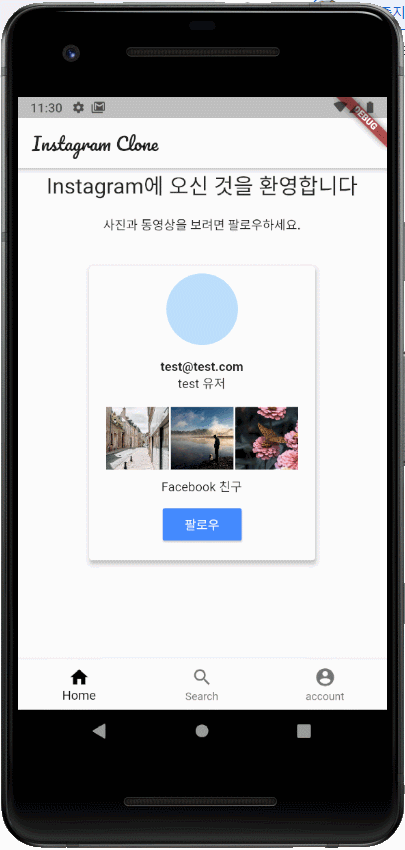 지
11:30
DEBUG
Instagram Clone
Instagram에 오신 것을 환영합니다
사진과 동영상을 보려면 팔로우하세요.
test@test.com
test 유저
Facebook 친구
팔로우
Home
Search
account